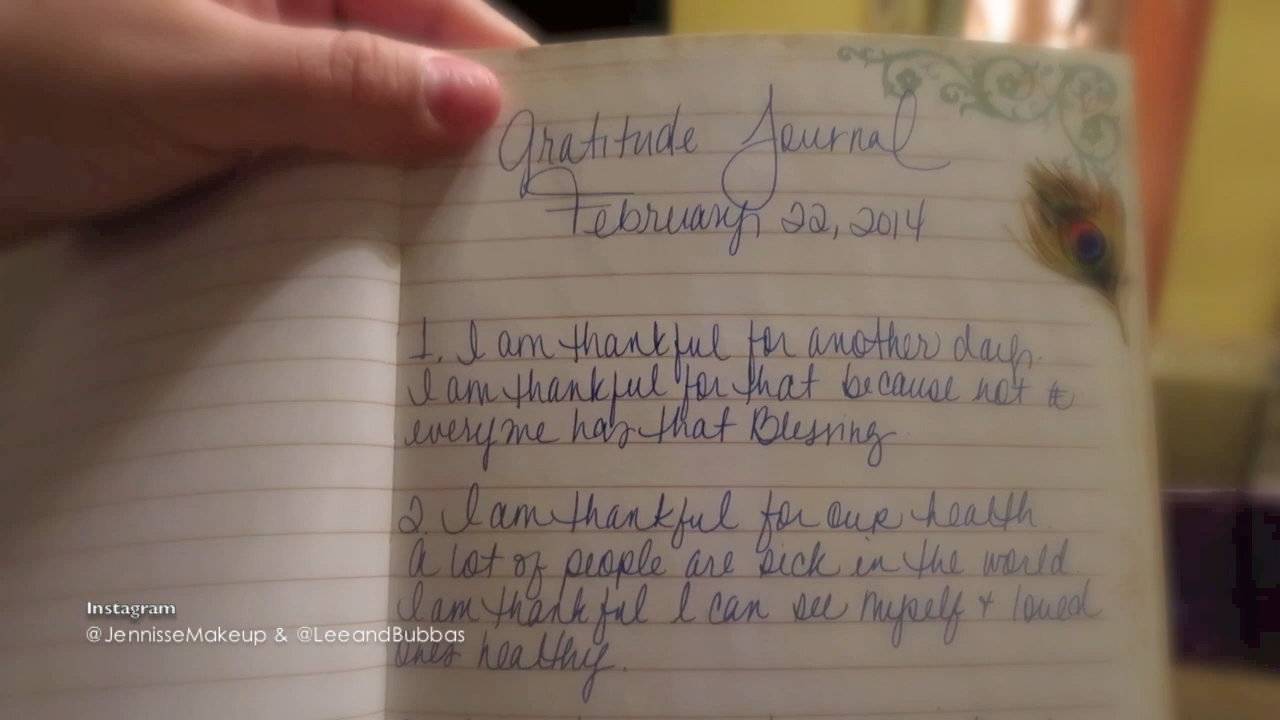 Gratitude Journal
February, 22, 2014
1. I am thankful for another day.
I am thankful for that because not
everyone has that Blessing
2. I am thankful for our health.
A lot of people are sick in the world.
I am thankful I can see myself + loved
ones healthy.
Instagram
@JennisseMakeup & @LeeandBubbas